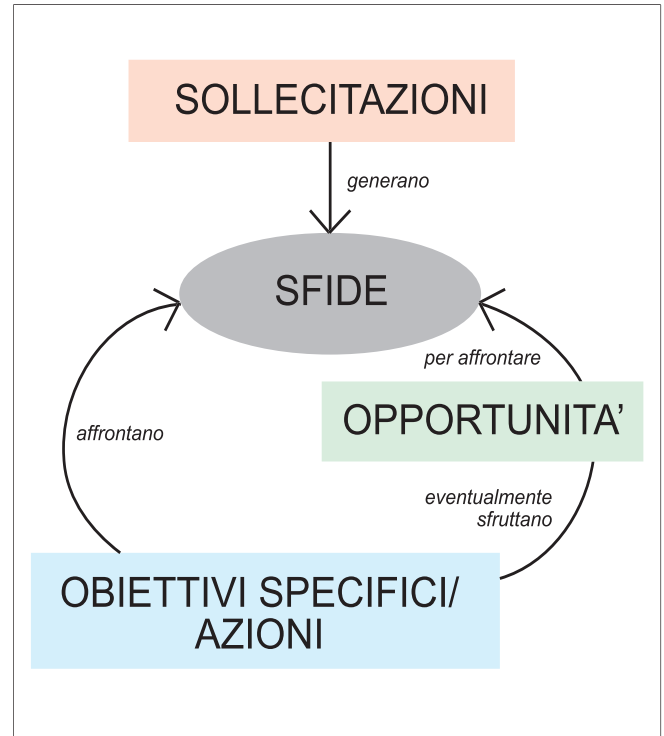 SOLLECITAZIONI
generano
SFIDE
per affrontare
affrontano
OPPORTUNITA’
eventualmente
sfruttano
OBIETTIVI SPECIFICI/
AZIONI